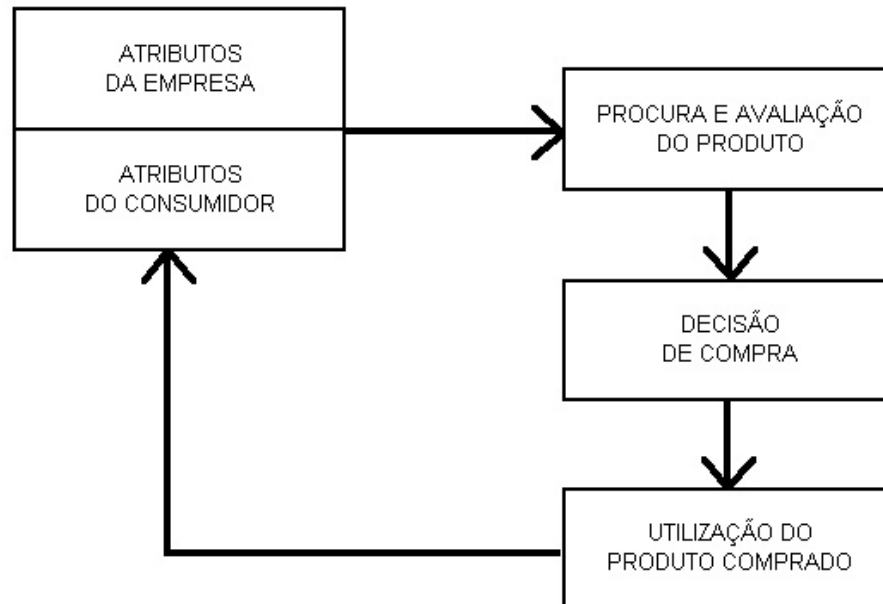 ATRIBUTOS
DA EMPRESA
ATRIBUTOS
DO CONSUMIDOR
PROCURA E AVALIAÇÃO
DO PRODUTO
DECISÃO
DE COMPRA
UTILIZAÇÃO DO
PRODUTO COMPRADO